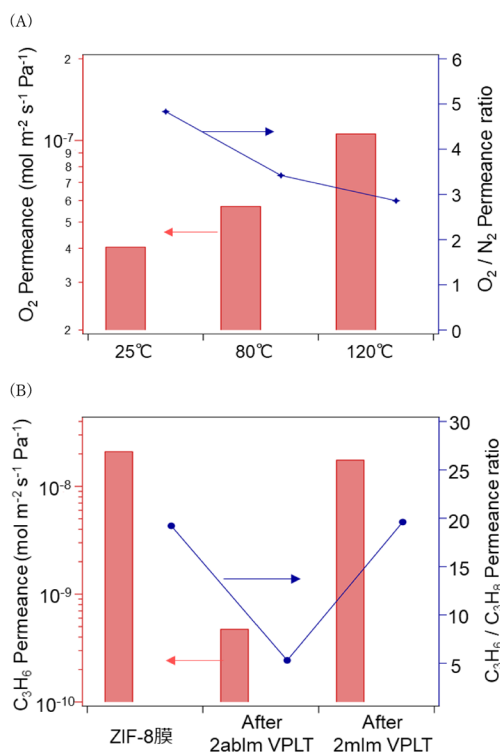 (A)
O₂ Permeance (mol m⁻² s⁻¹ Pa⁻¹)
2
10⁻⁷
9
8
7
6
5
4
3
2
6
5
4
3
2
1
0
O₂ / N₂ Permeance ratio
25℃ 80℃ 120℃
(B)
C₃H₆ Permeance (mol m⁻² s⁻¹ Pa⁻¹)
10⁻⁸
10⁻⁹
10⁻¹⁰
30
25
20
15
10
5
C₃H₆ / C₃H₈ Permeance ratio
ZIF-8膜 After After
2abIm VPLT 2mIm VPLT